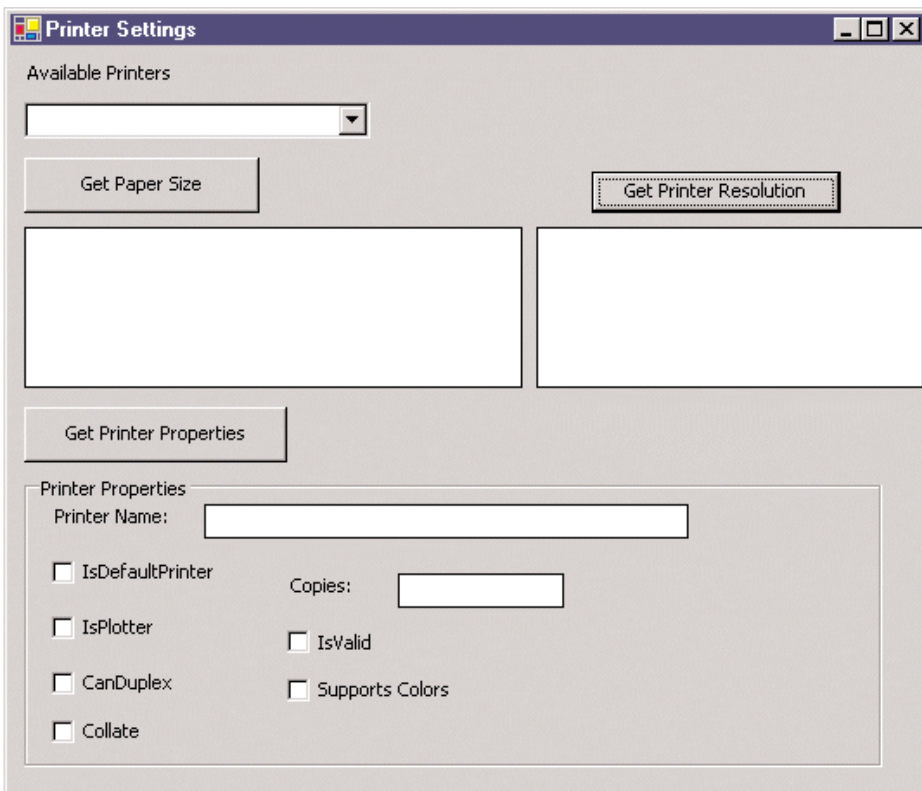 Printer Settings
Available Printers
Get Paper Size
Get Printer Resolution
Get Printer Properties
Printer Properties
Printer Name:
IsDefaultPrinter
Copies:
IsPlotter
IsValid
CanDuplex
Supports Colors
Collate